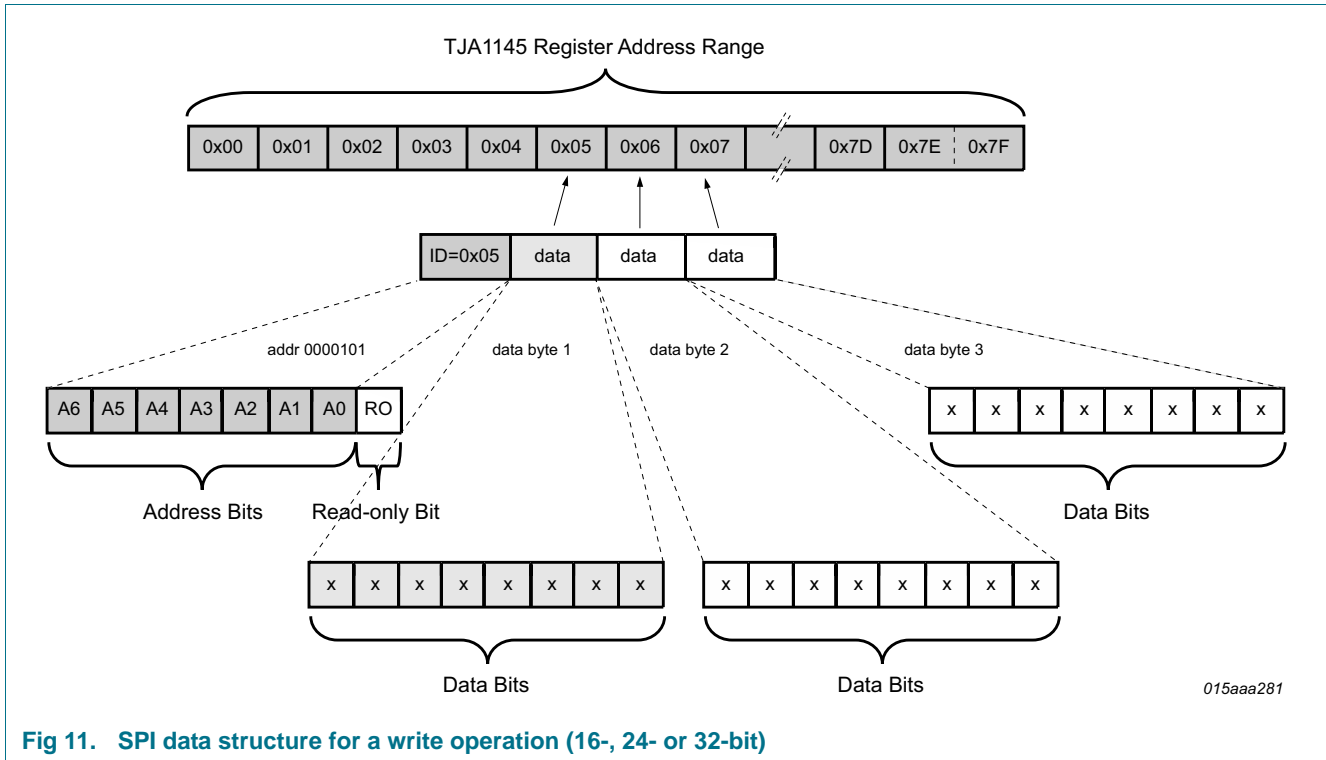 TJA1145 Register Address Range
0x00 0x01 0x02 0x03 0x04 0x05 0x06 0x07 0x7D 0x7E 0x7F
ID=0x05 data data data
addr 0000101 data byte 1 data byte 2 data byte 3
A6 A5 A4 A3 A2 A1 A0 RO x x x x x x x x
Address Bits Read-only Bit Data Bits
x x x x x x x x x x x x x x x x
Data Bits Data Bits
015aaa281
Fig 11. SPI data structure for a write operation (16-, 24- or 32-bit)